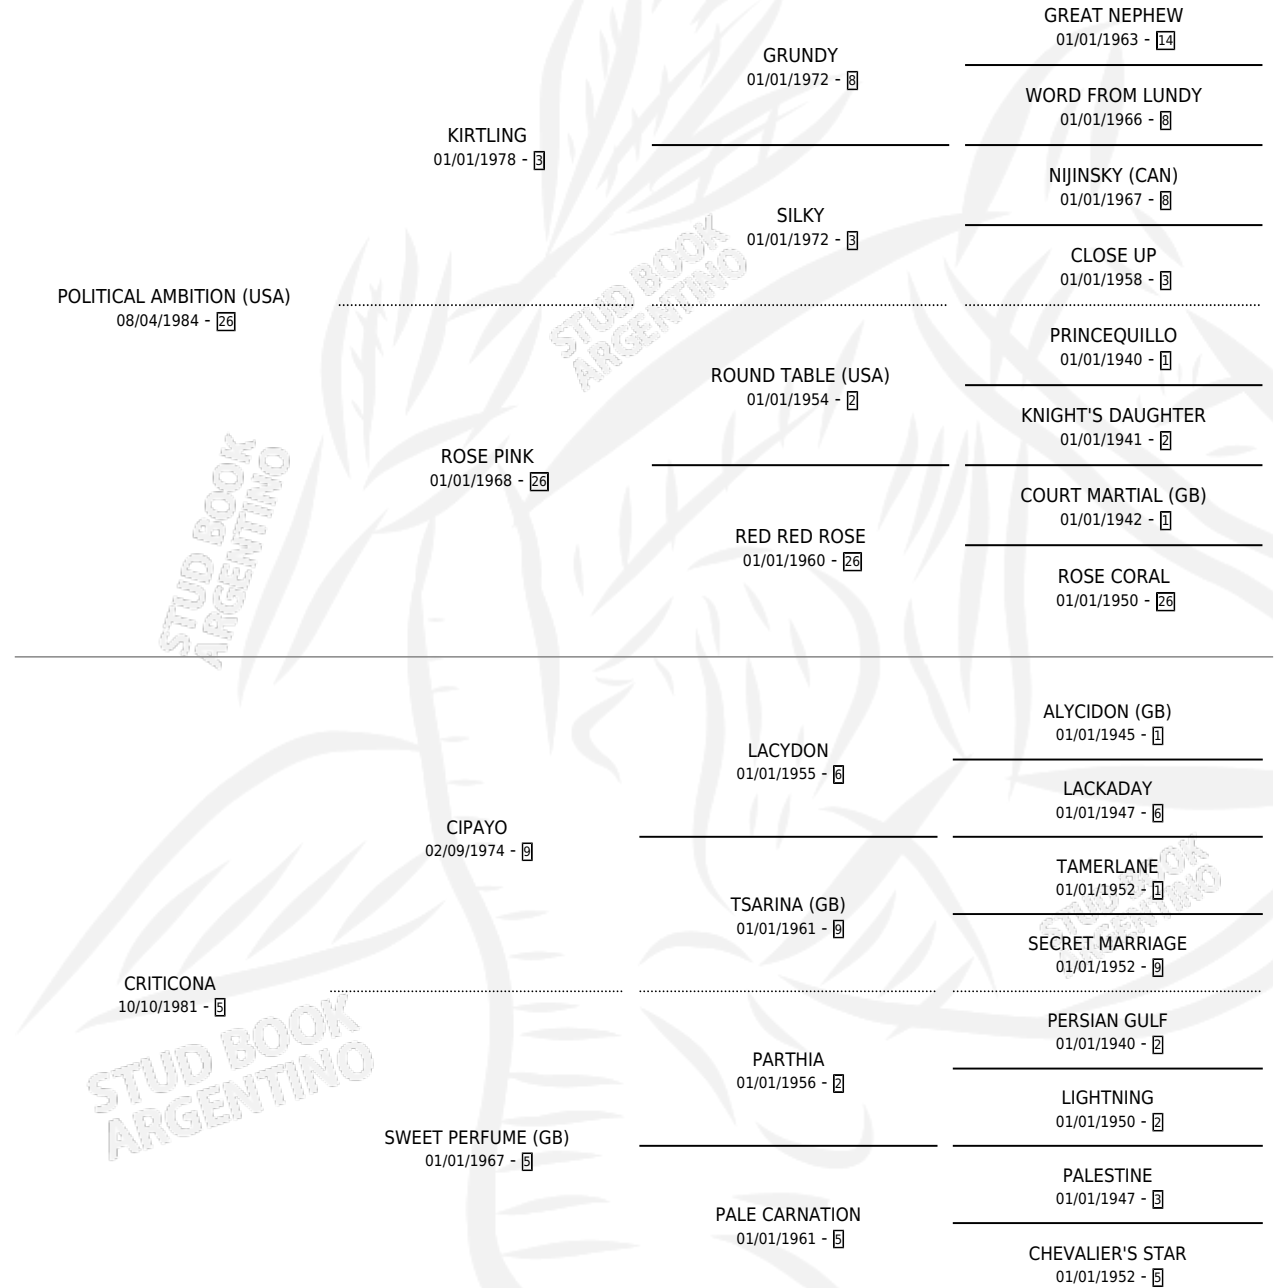 GREAT NEPHEW
01/01/1963 - 14
GRUNDY
01/01/1972 - 8
WORD FROM LUNDY
01/01/1966 - 8
KIRTLING
01/01/1978 - 3
NIJINSKY (CAN)
01/01/1967 - 8
SILKY
01/01/1972 - 3
CLOSE UP
01/01/1958 - 3
POLITICAL AMBITION (USA)
08/04/1984 - 26
PRINCEQUILLO
01/01/1940 - 1
ROUND TABLE (USA)
01/01/1954 - 2
KNIGHT'S DAUGHTER
01/01/1941 - 2
ROSE PINK
01/01/1968 - 26
COURT MARTIAL (GB)
01/01/1942 - 1
RED RED ROSE
01/01/1960 - 26
ROSE CORAL
01/01/1950 - 26
ALYCIDON (GB)
01/01/1945 - 1
LACYDON
01/01/1955 - 6
LACKADAY
01/01/1947 - 6
CIPAYO
02/09/1974 - 9
TAMERLANE
01/01/1952 - 1
TSARINA (GB)
01/01/1961 - 9
SECRET MARRIAGE
01/01/1952 - 9
CRITICONA
10/10/1981 - 5
PERSIAN GULF
01/01/1940 - 2
PARTHIA
01/01/1956 - 2
LIGHTNING
01/01/1950 - 2
SWEET PERFUME (GB)
01/01/1967 - 5
PALESTINE
01/01/1947 - 3
PALE CARNATION
01/01/1961 - 5
CHEVALIER'S STAR
01/01/1952 - 5
STUD BOOK
ARGENTINO
STUD BOOK
ARGENTINO
STUD BOOK
ARGENTINO
STUD BOOK
ARGENTINO